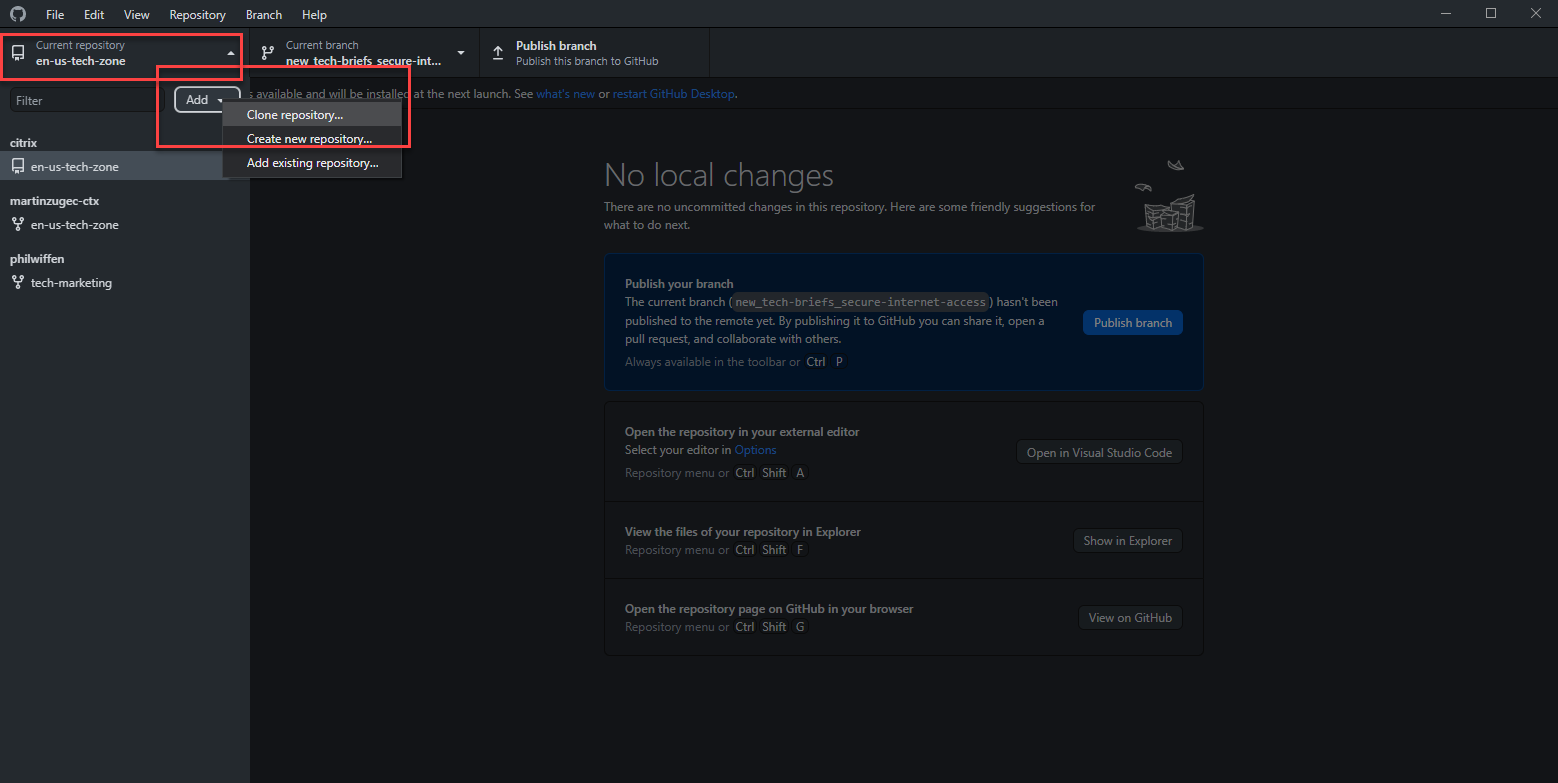 File Edit View Repository Branch Help
Current repository
en-us-tech-zone
Current branch
new_tech-briefs_secure-int...
Publish branch
Publish this branch to GitHub
Filter
Add
s available and will be installed at the next launch. See what's new or restart GitHub Desktop.
Clone repository...
Create new repository...
Add existing repository...
citrix
en-us-tech-zone
martinzugec-ctx
en-us-tech-zone
philwiffen
tech-marketing
No local changes
There are no uncommitted changes in this repository. Here are some friendly suggestions for
what to do next.
Publish your branch
The current branch (new_tech-briefs_secure-internet-access) hasn't been
published to the remote yet. By publishing it to GitHub you can share it, open a
pull request, and collaborate with others.
Always available in the toolbar or Ctrl P
Publish branch
Open the repository in your external editor
Select your editor in Options
Repository menu or Ctrl Shift A
Open in Visual Studio Code
View the files of your repository in Explorer
Repository menu or Ctrl Shift F
Show in Explorer
Open the repository page on GitHub in your browser
Repository menu or Ctrl Shift G
View on GitHub